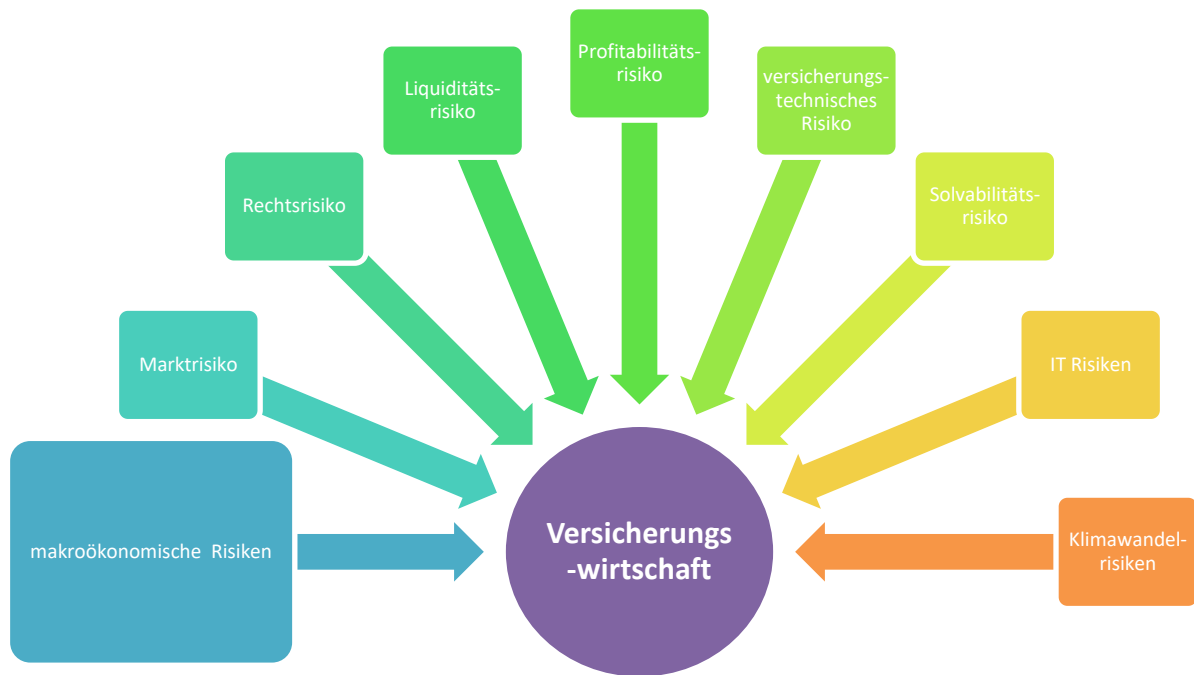 Profitabilitäts-
risiko
Liquiditäts-
risiko
versicherungs-
technisches
Risiko
Rechtsrisiko
Solvabilitäts-
risiko
Marktrisiko
IT Risiken
makroökonomische Risiken
Versicherungs
-wirtschaft
Klimawandel-
risiken